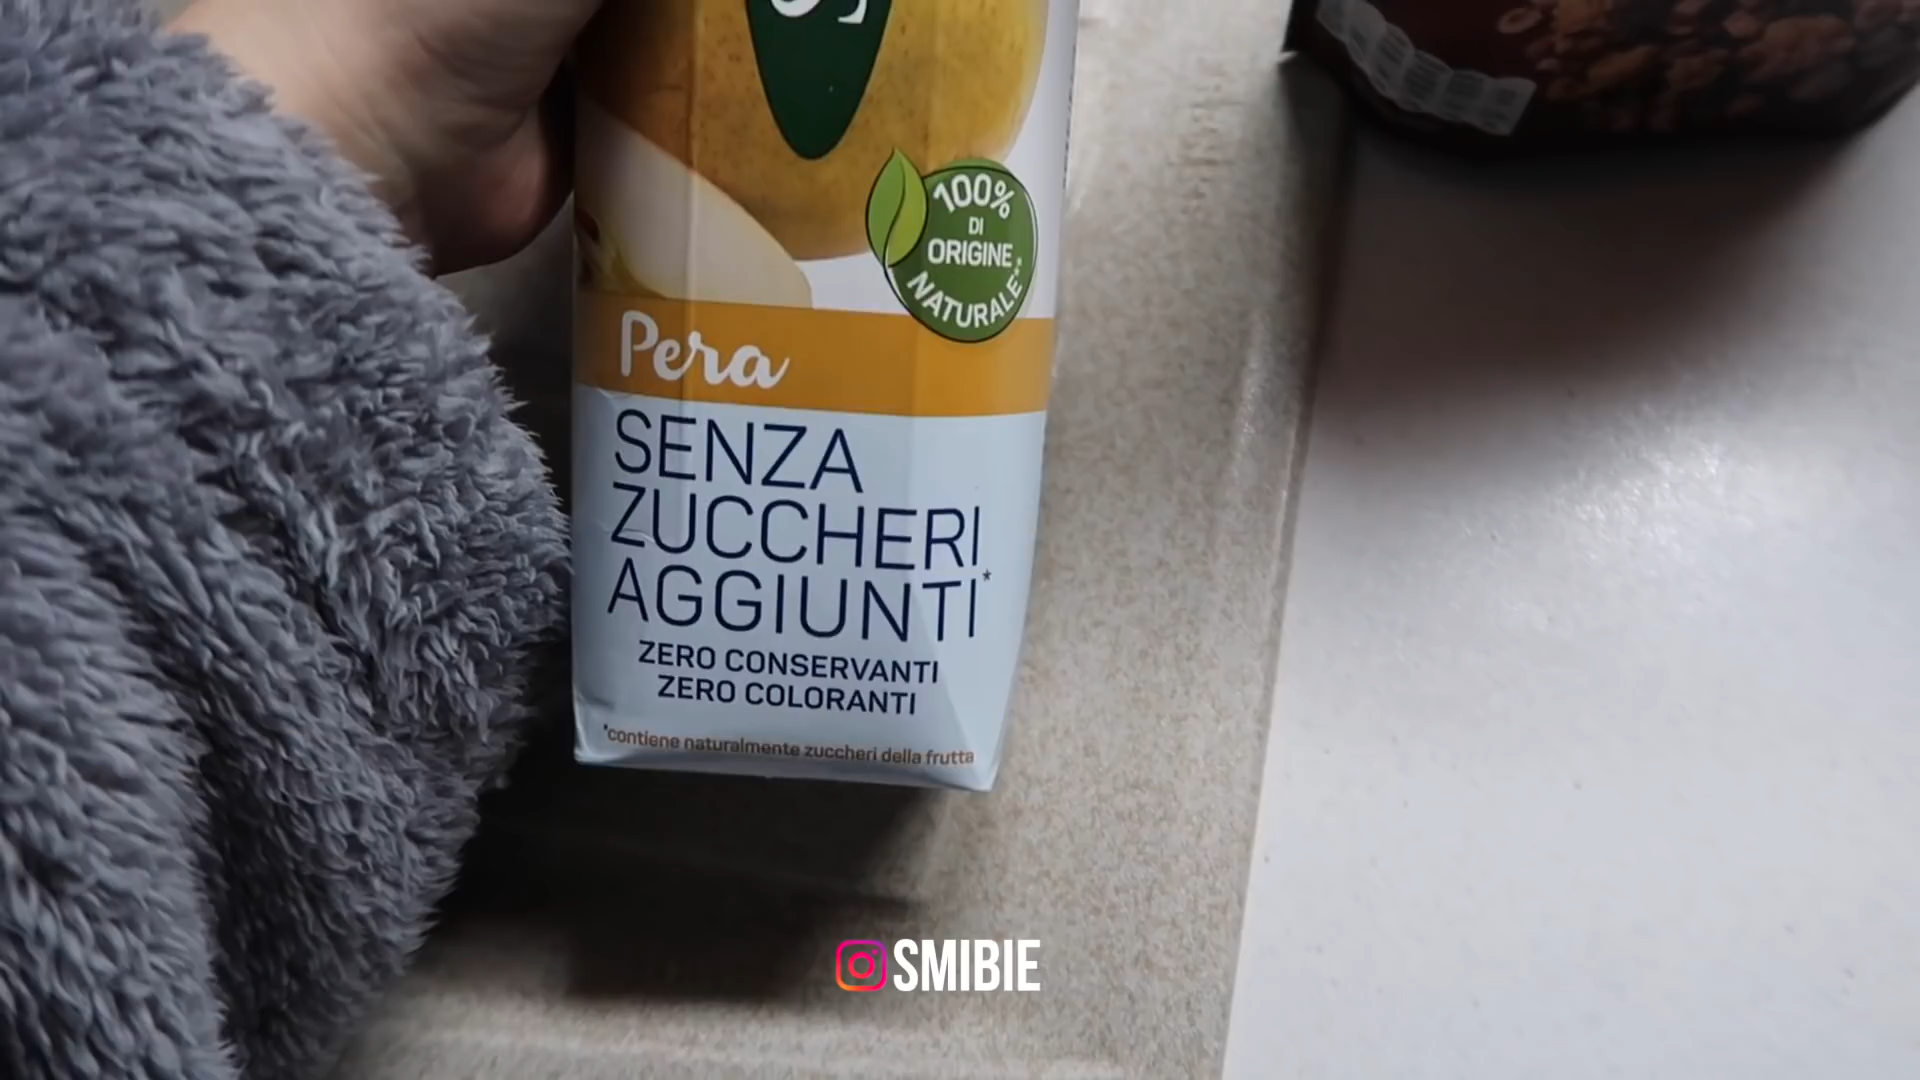 100%
DI
ORIGINE
NATURALE**
Pera
SENZA
ZUCCHERI
AGGIUNTI*
ZERO CONSERVANTI
ZERO COLORANTI
*contiene naturalmente zuccheri della frutta
SMIBIE